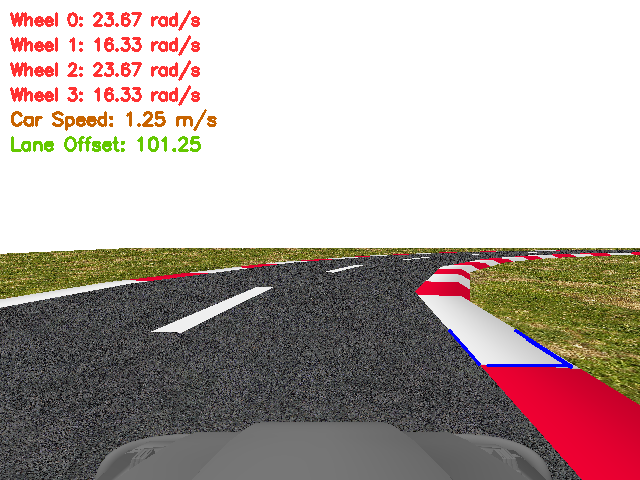 Wheel 0: 23.67 rad/s
Wheel 1: 16.33 rad/s
Wheel 2: 23.67 rad/s
Wheel 3: 16.33 rad/s
Car Speed: 1.25 m/s
Lane Offset: 101.25